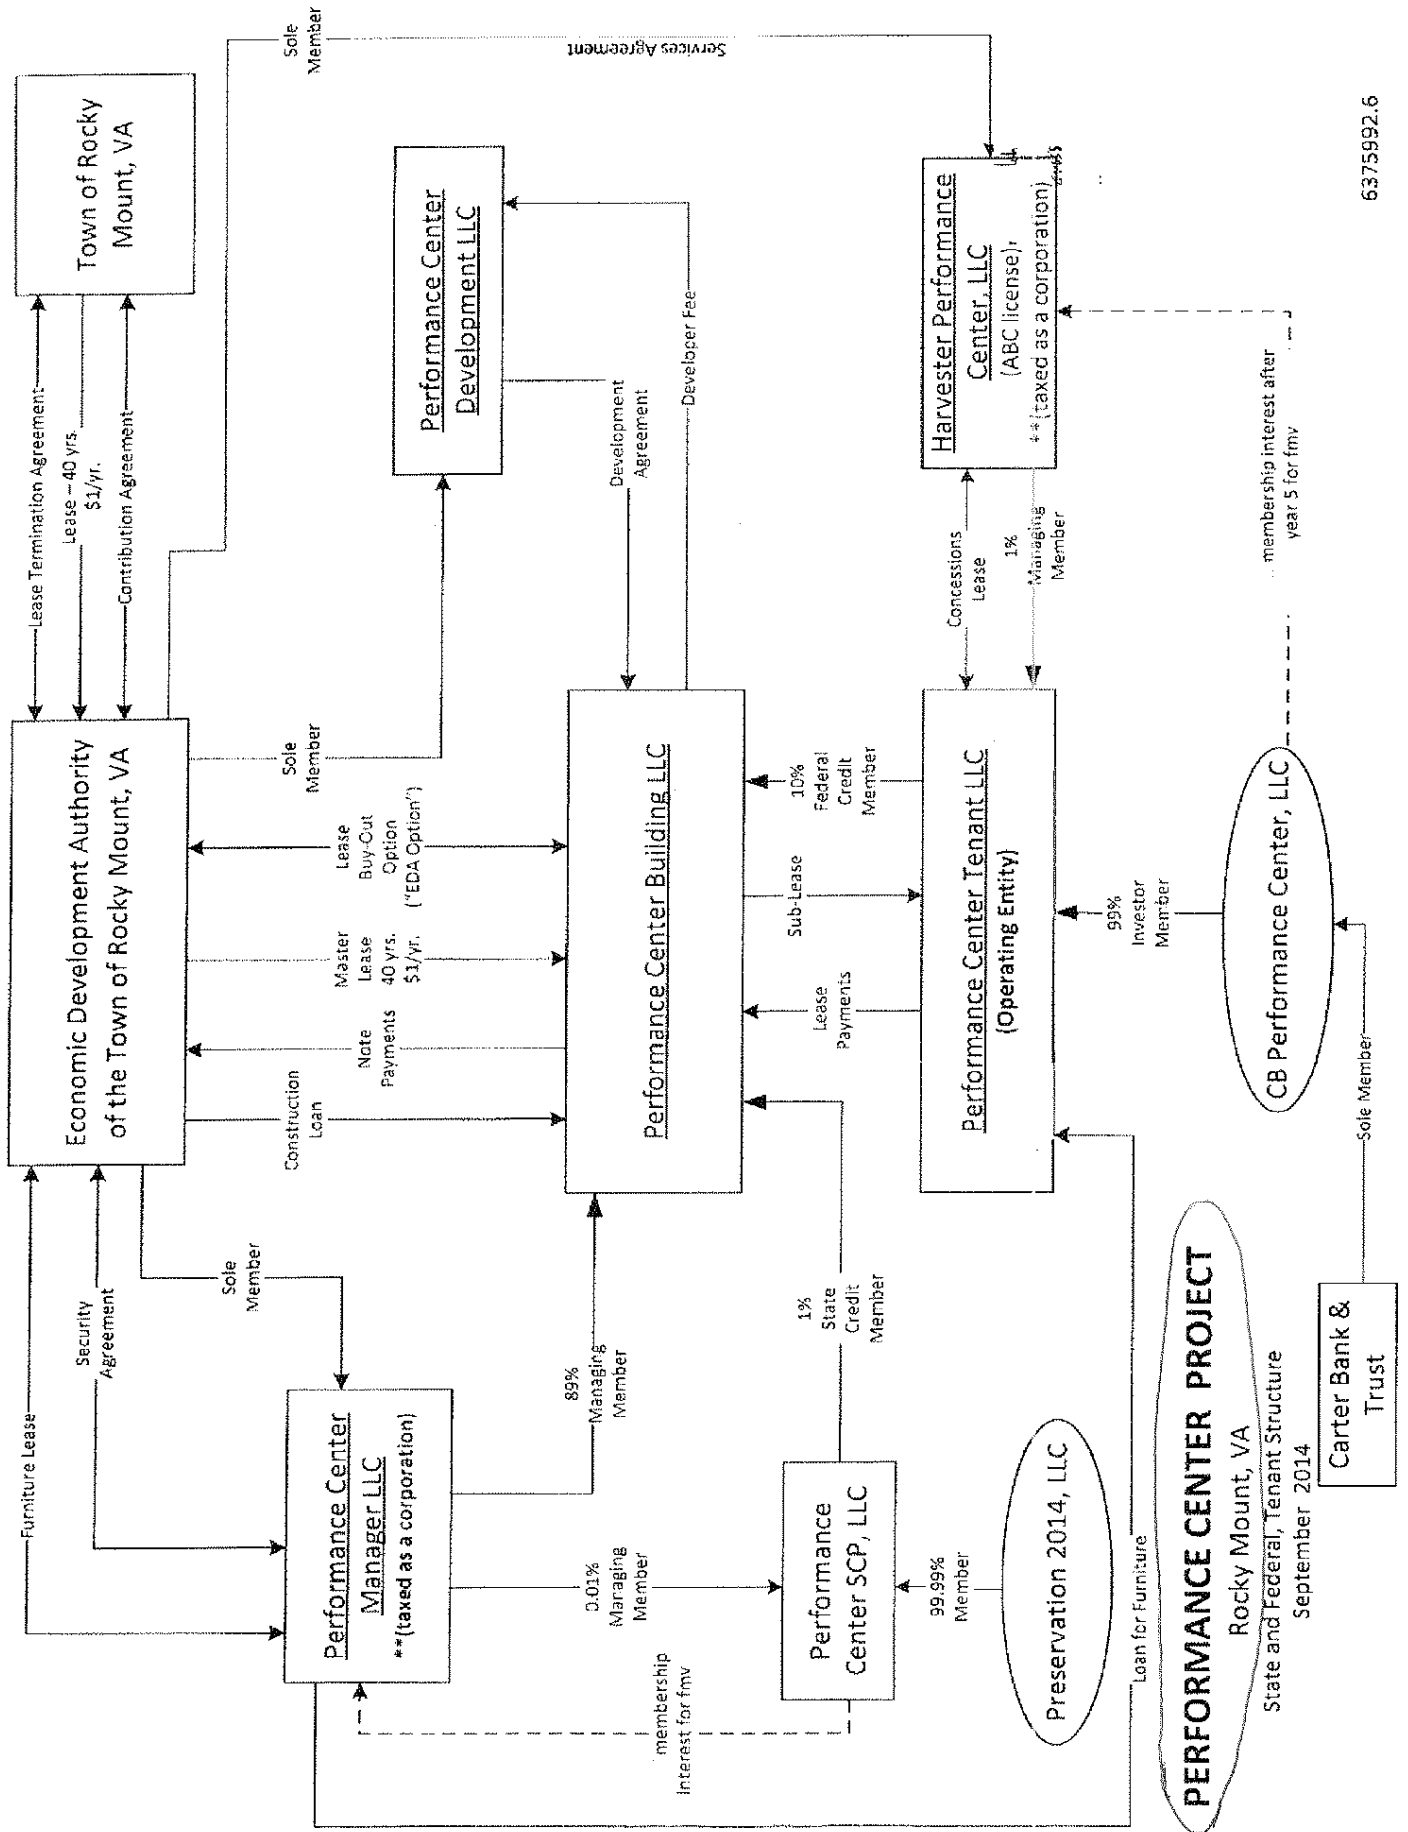 Economic Development Authority
of the Town of Rocky Mount, VA
Town of Rocky
Mount, VA
Lease Termination Agreement
Lease – 40 yrs.
$1/yr.
Contribution Agreement
Furniture Lease
Security
Agreement
Sole
Member
Construction
Loan
Note
Payments
Master
Lease
40 yrs.
$1/yr.
Lease
Buy-Out
Option
("EDA Option")
Sole
Member
Sole
Member
Services Agreement
Performance Center
Manager LLC
**(taxed as a corporation)
Performance Center
Development LLC
89%
Managing
Member
Development
Agreement
Developer Fee
Performance Center Building LLC
0.01%
Managing
Member
membership
Interest for fmv
1%
State
Credit
Member
Lease
Payments
Sub-Lease
10%
Federal
Credit
Member
Performance
Center SCP, LLC
99.99%
Member
Preservation 2014, LLC
Performance Center Tenant LLC
(Operating Entity)
Concessions
Lease
1%
Managing
Member
Harvester Performance
Center, LLC
(ABC license),
**(taxed as a corporation)
Loan for Furniture
99%
Investor
Member
membership interest after
year 5 for fmv
CB Performance Center, LLC
Sole Member
Carter Bank &
Trust
PERFORMANCE CENTER PROJECT
Rocky Mount, VA
State and Federal, Tenant Structure
September 2014
6375992.6